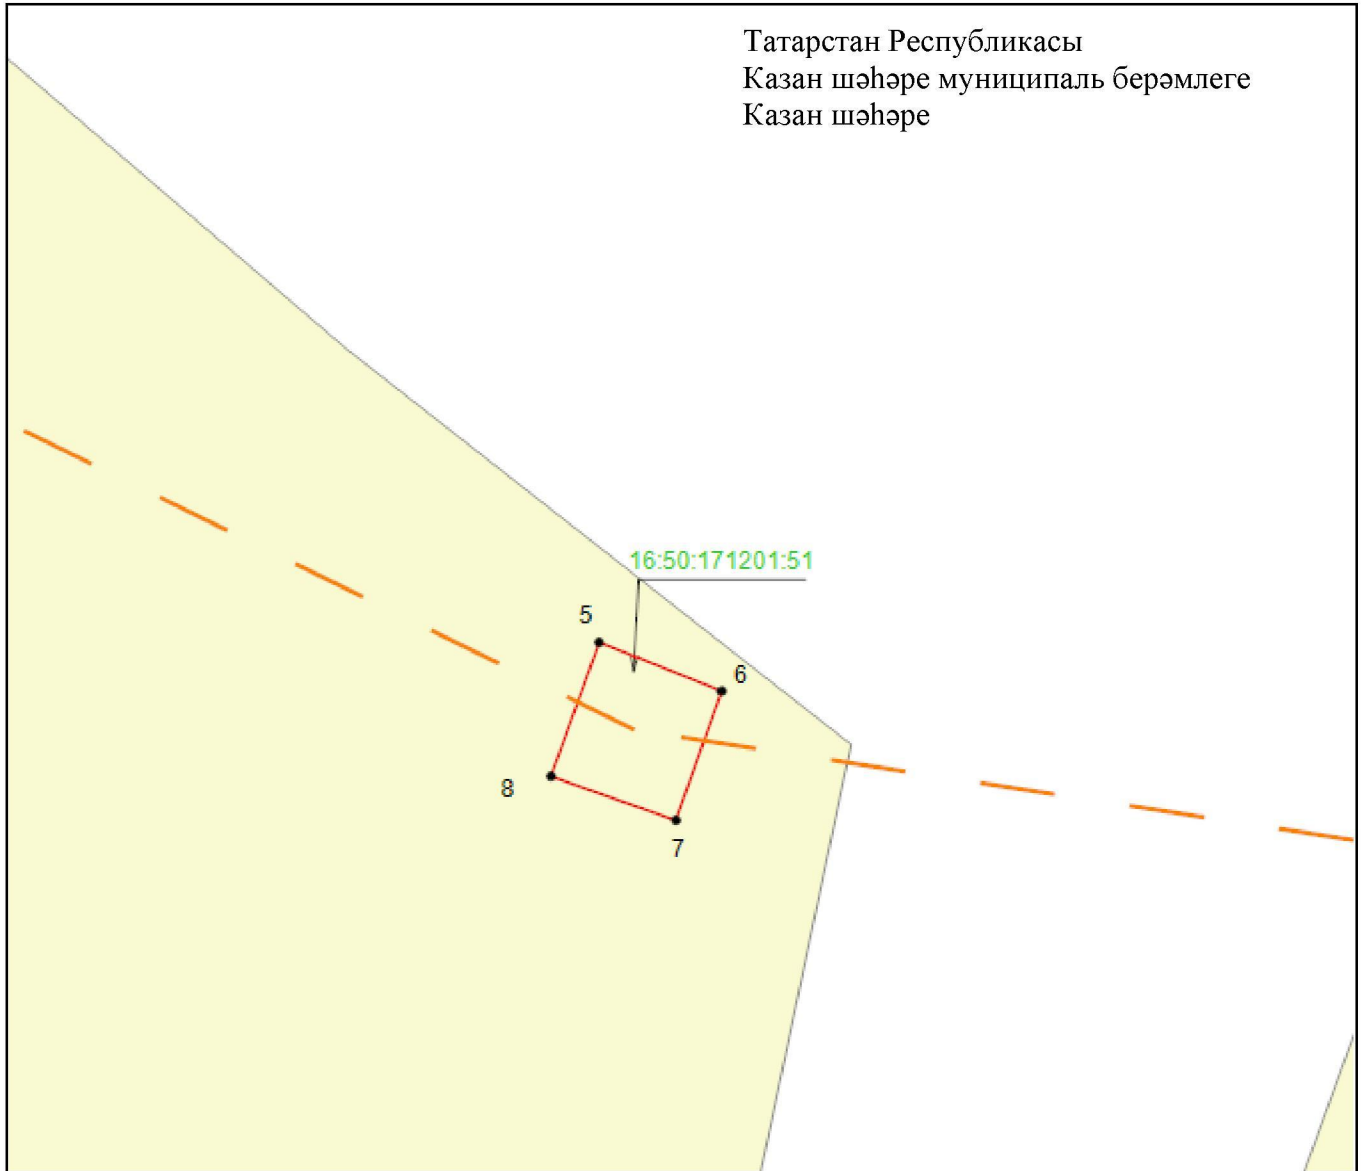 Татарстан Республикасы
Казан шәһәре муниципаль берәмлеге
Казан шәһәре
16:50:171201:51
5
6
8
7